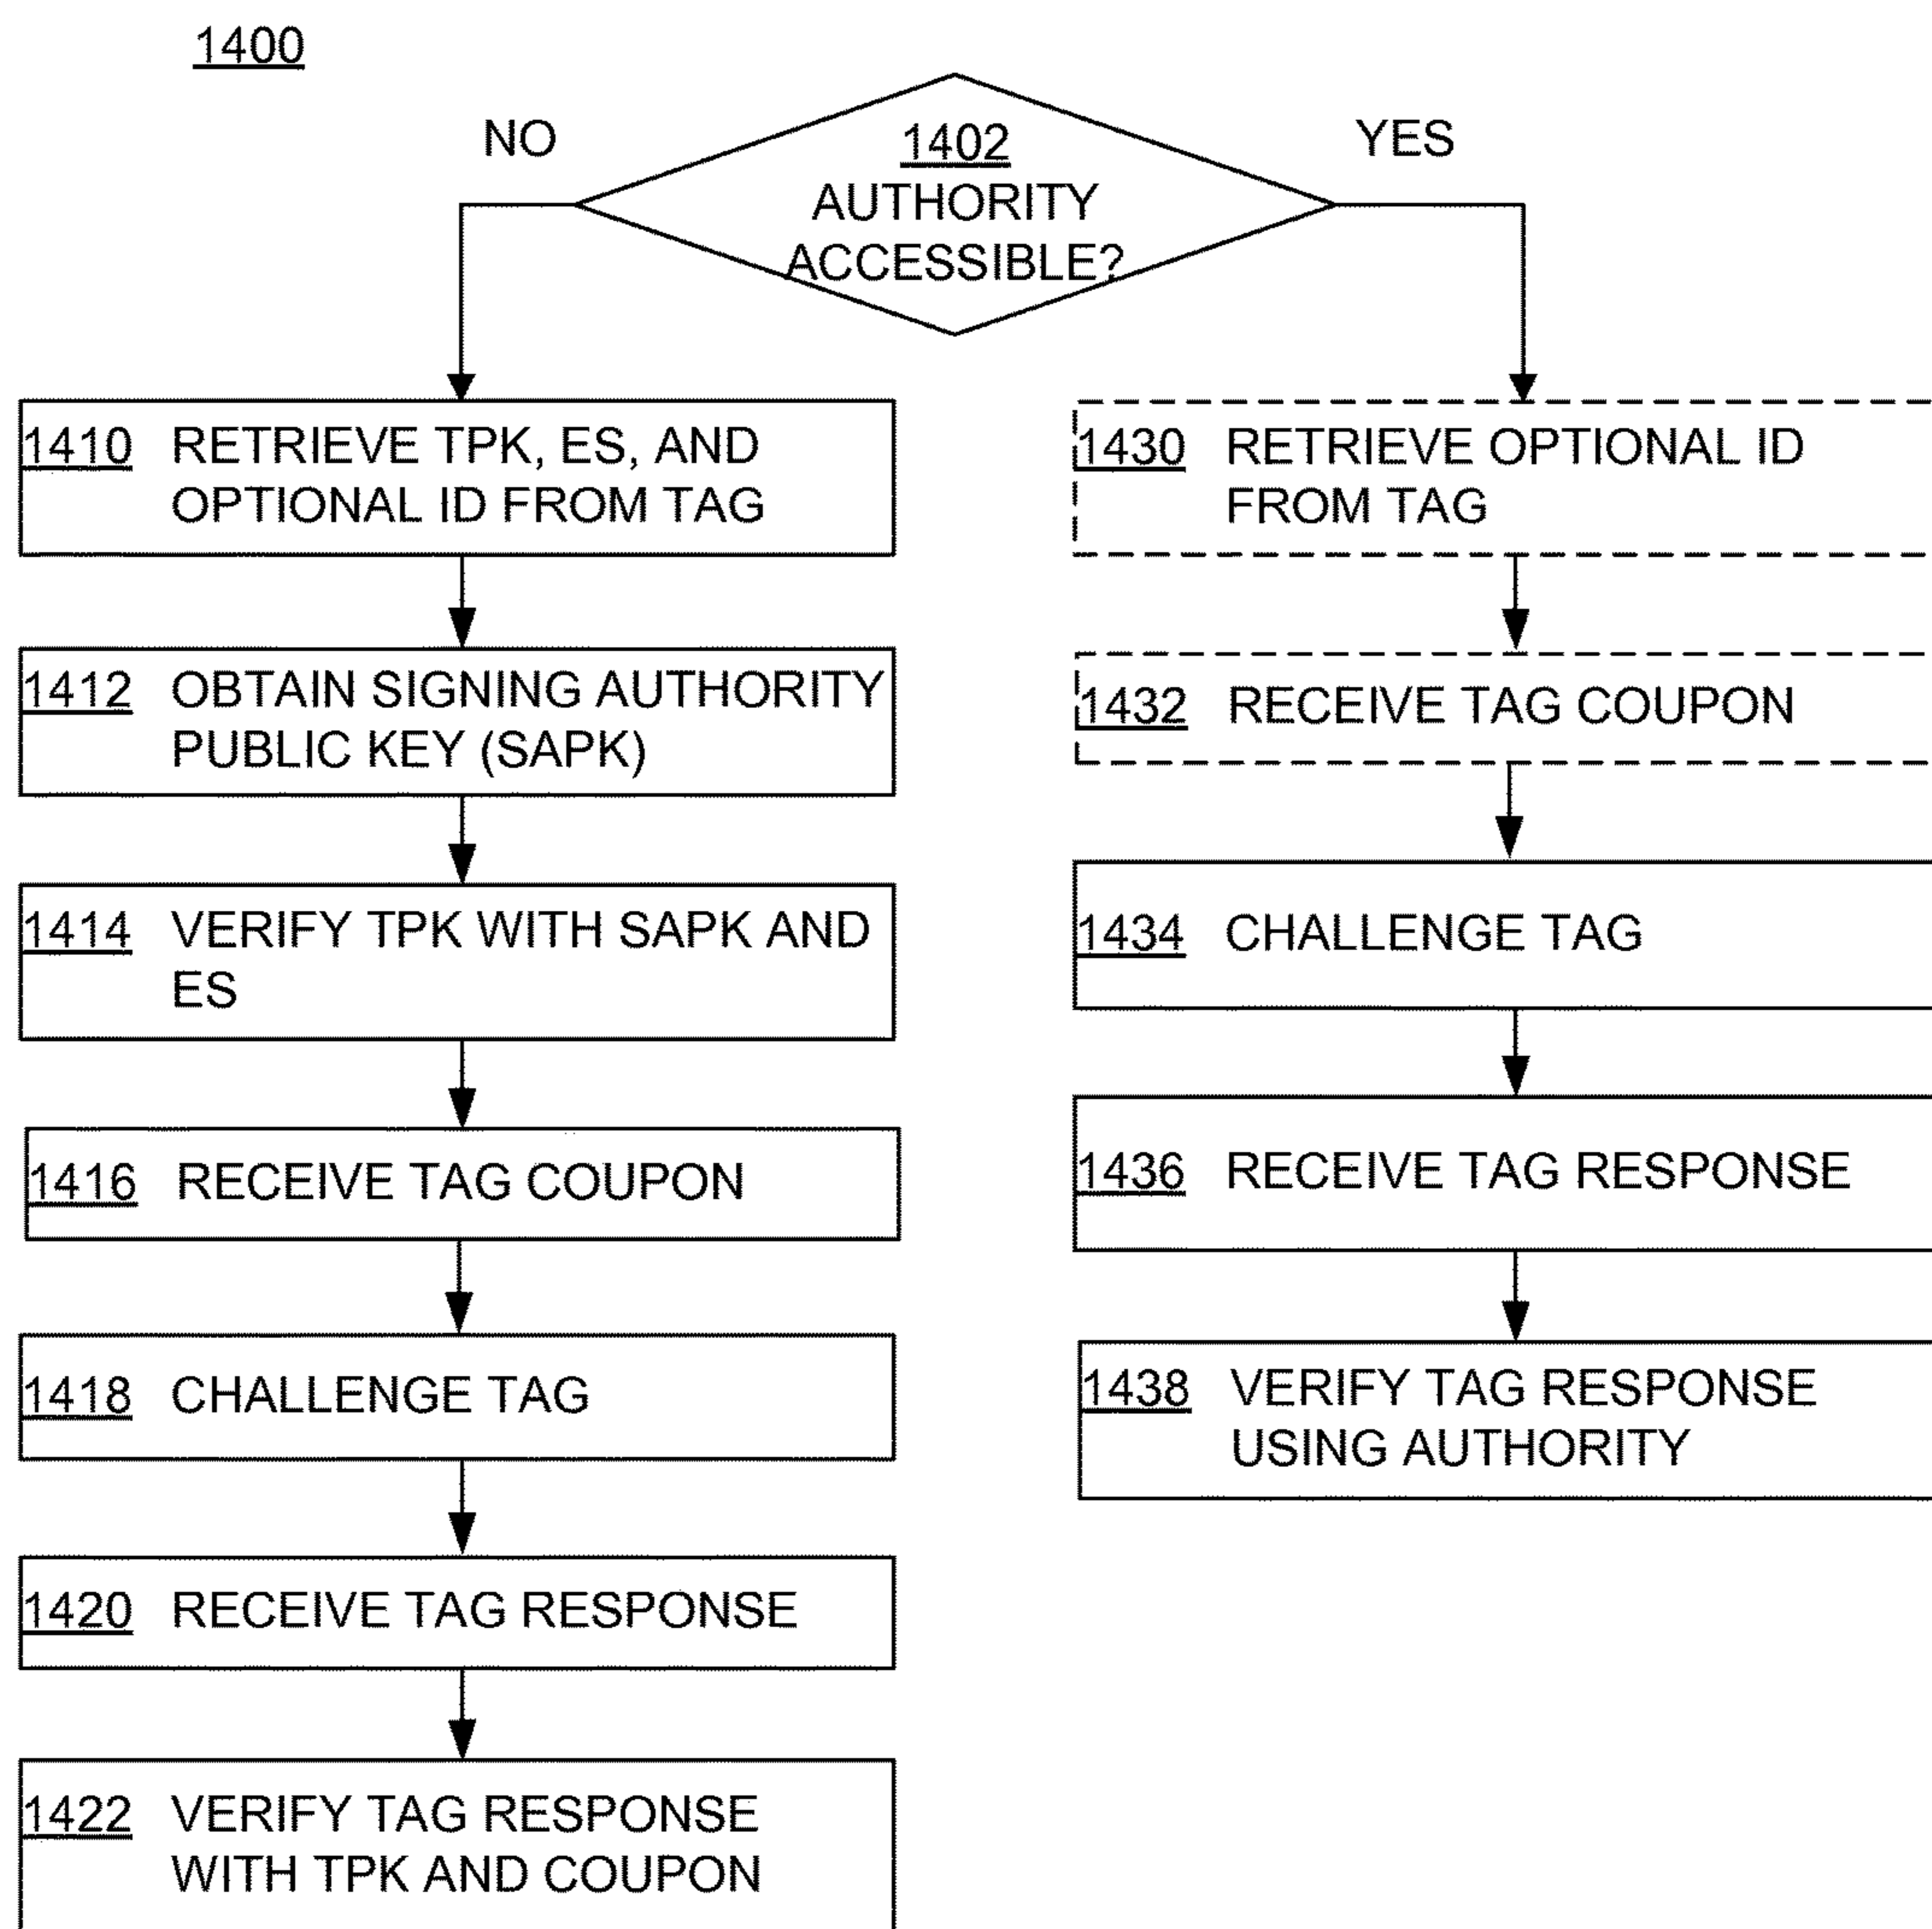 1400
NO
1402
YES
AUTHORITY
ACCESSIBLE?
1410 RETRIEVE TPK, ES, AND
OPTIONAL ID FROM TAG
1412 OBTAIN SIGNING AUTHORITY
PUBLIC KEY (SAPK)
1414 VERIFY TPK WITH SAPK AND
ES
1416 RECEIVE TAG COUPON
1418 CHALLENGE TAG
1420 RECEIVE TAG RESPONSE
1422 VERIFY TAG RESPONSE
WITH TPK AND COUPON
1430 RETRIEVE OPTIONAL ID
FROM TAG
1432 RECEIVE TAG COUPON
1434 CHALLENGE TAG
1436 RECEIVE TAG RESPONSE
1438 VERIFY TAG RESPONSE
USING AUTHORITY